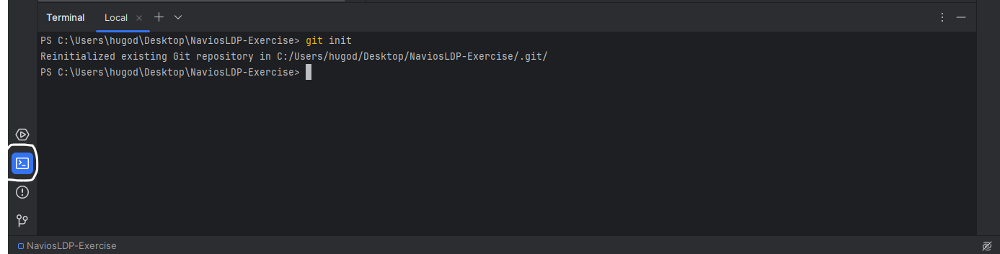 Terminal Local
PS C:\Users\hugod\Desktop\NaviosLDP-Exercise> git init
Reinitialized existing Git repository in C:/Users/hugod/Desktop/NaviosLDP-Exercise/.git/
PS C:\Users\hugod\Desktop\NaviosLDP-Exercise>
NaviosLDP-Exercise